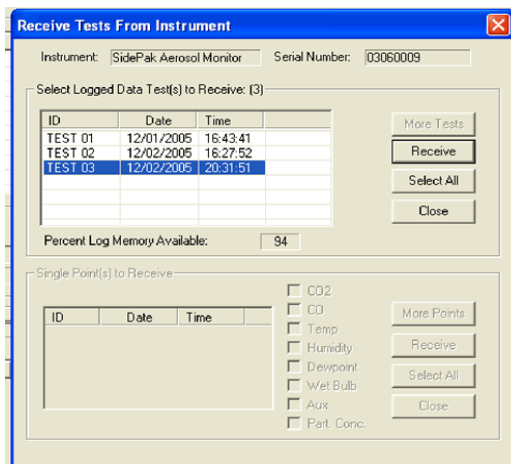 Receive Tests From Instrument
Instrument: SidePak Aerosol Monitor Serial Number: 03060009
Select Logged Data Test(s) to Receive: (3)
ID Date Time
TEST 01 12/01/2005 16:43:41
TEST 02 12/02/2005 16:27:52
TEST 03 12/02/2005 20:31:51
More Tests
Receive
Select All
Close
Percent Log Memory Available: 94
Single Point(s) to Receive
ID Date Time
CO2
CO
Temp
Humidity
Dewpoint
Wet Bulb
Aux
Part. Conc.
More Points
Receive
Select All
Close